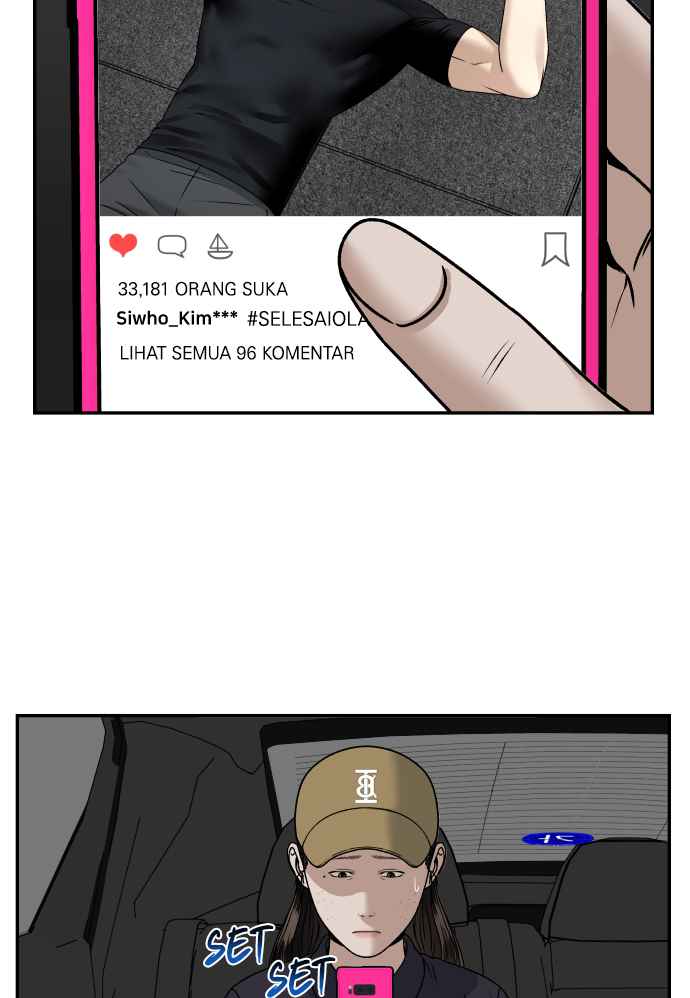 33,181 ORANG SUKA
Siwho_Kim*** #SELESAIOLA
LIHAT SEMUA 96 KOMENTAR
SET
SET